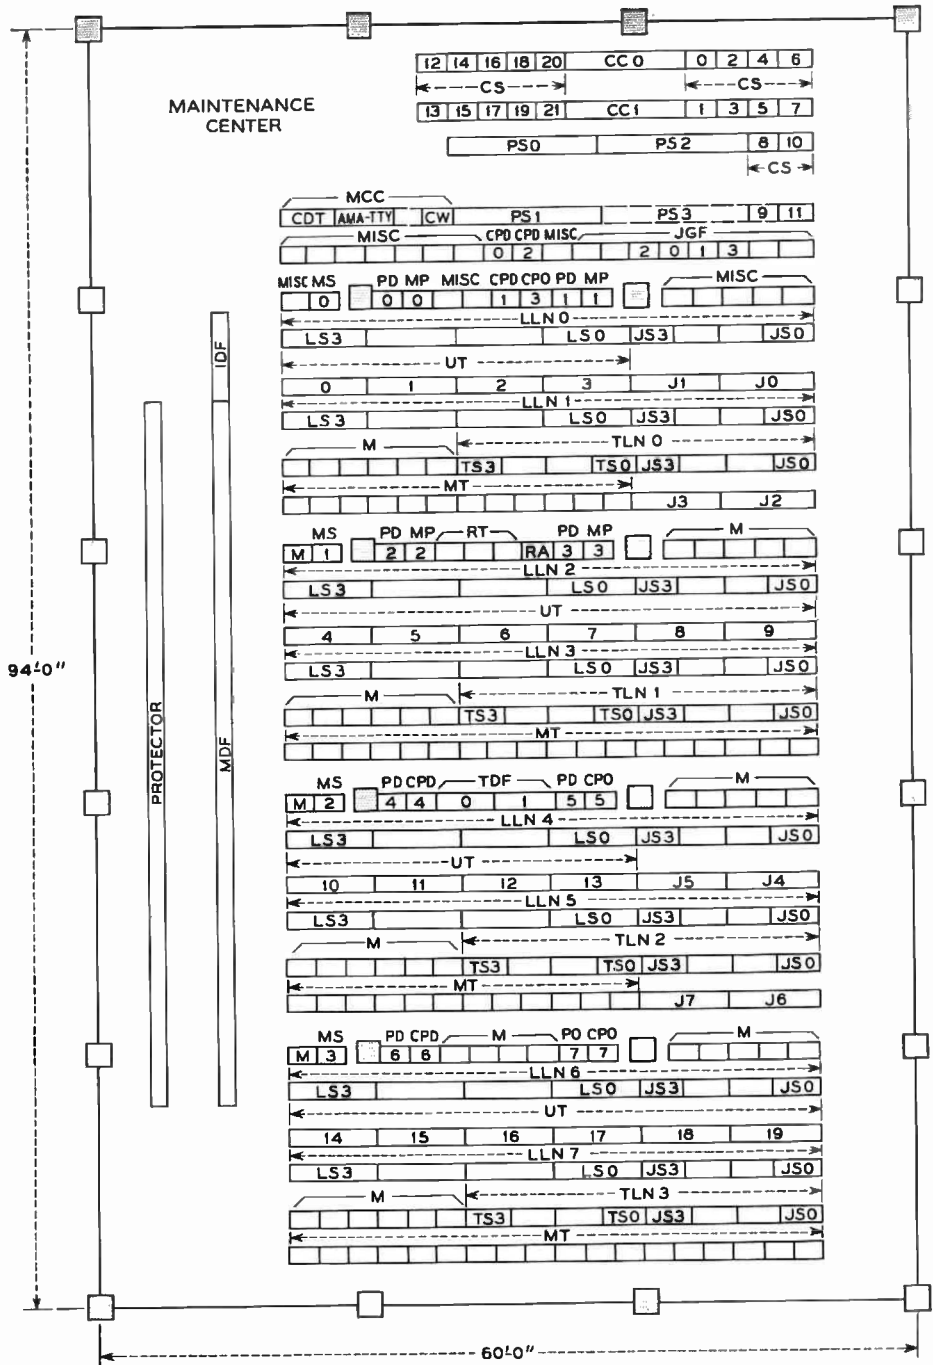 12 14 16 18 20 CC0 0 2 4 6
CS CS
MAINTENANCE
CENTER
13 15 17 19 21 CC1 1 3 5 7
PS0 PS2 8 10
CS
MCC
CDT AMA-TTY CW PS1 PS3 9 11
MISC CPD CPD MISC JGF
0 2 2 0 1 3
MISC MS PD MP MISC CPD CPO PD MP MISC
0 0 0 1 3 1 1
LLN 0
LS3 LS0 JS3 JS0
UT
0 1 2 3 J1 J0
LLN 1
LS3 LS0 JS3 JS0
M TLN 0
TS3 TS0 JS3 JS0
MT
J3 J2
MS PD MP RT PD MP M
M 1 2 2 RA 3 3
LLN 2
LS3 LS0 JS3 JS0
UT
4 5 6 7 8 9
LLN 3
LS3 LS0 JS3 JS0
M TLN 1
TS3 TS0 JS3 JS0
MT
MS PD CPD TDF PD CPO M
M 2 4 4 0 1 5 5
LLN 4
LS3 LS0 JS3 JS0
UT
10 11 12 13 J5 J4
LLN 5
LS3 LS0 JS3 JS0
M TLN 2
TS3 TS0 JS3 JS0
MT
J7 J6
MS PD CPD M PO CPO M
M 3 6 6 7 7
LLN 6
LS3 LS0 JS3 JS0
UT
14 15 16 17 18 19
LLN 7
LS3 LS0 JS3 JS0
M TLN 3
TS3 TS0 JS3 JS0
MT
IDF
MDF
PROTECTOR
94'-0"
60'-0"